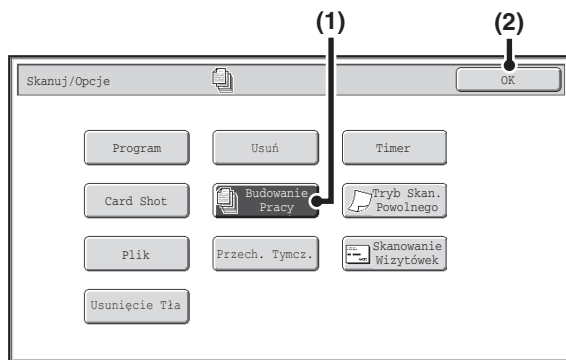 (1)
(2)
Skanuj/Opcje
OK
Program
Usuń
Timer
Card Shot
Budowanie
Pracy
Tryb Skan.
Powolnego
Plik
Przech. Tymcz.
Skanowanie
Wizytówek
Usunięcie Tła